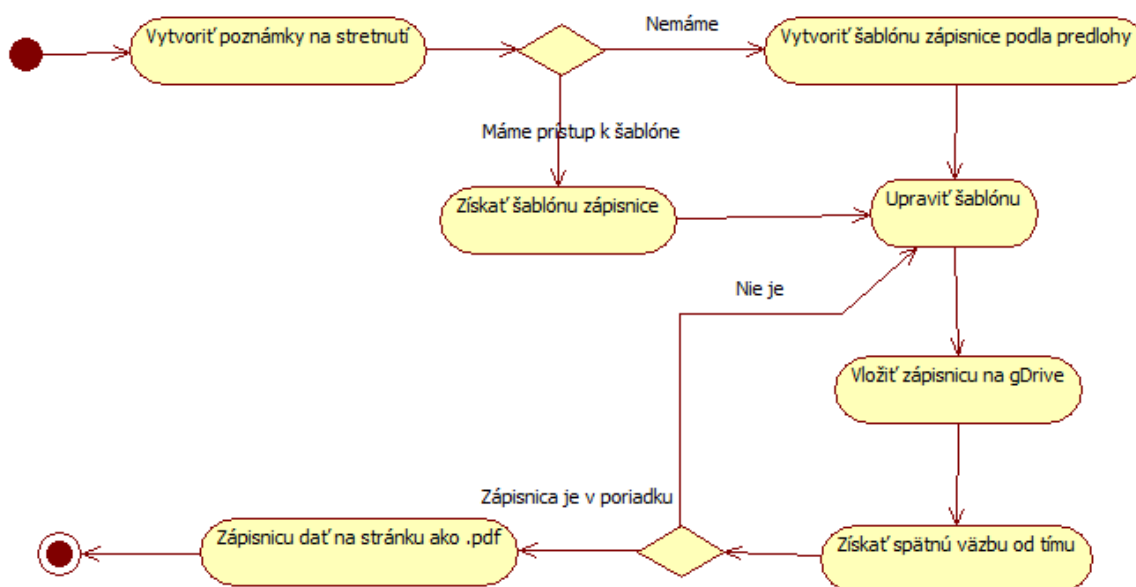 Nemáme
Vytvoriť poznámky na stretnutí
Vytvoriť šablónu zápisnice podla predlohy
Máme prístup k šablóne
Získať šablónu zápisnice
Upraviť šablónu
Nie je
Vložiť zápisnicu na gDrive
Zápisnica je v poriadku
Zápisnicu dať na stránku ako .pdf
Získať spätnú väzbu od tímu